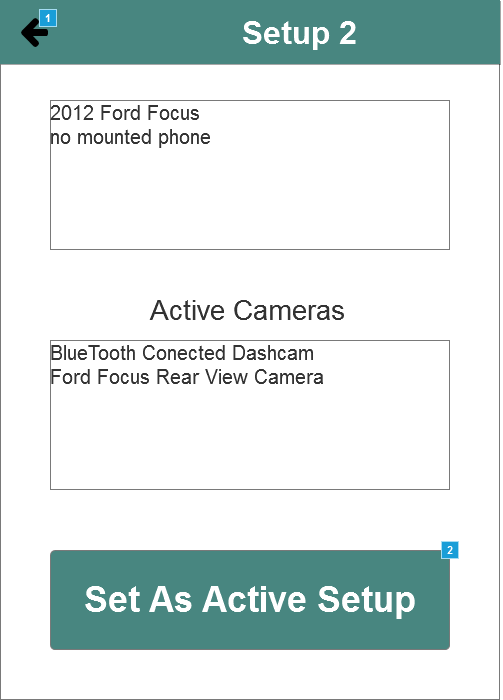 1
Setup 2
2012 Ford Focus
no mounted phone
Active Cameras
BlueTooth Conected Dashcam
Ford Focus Rear View Camera
2
Set As Active Setup